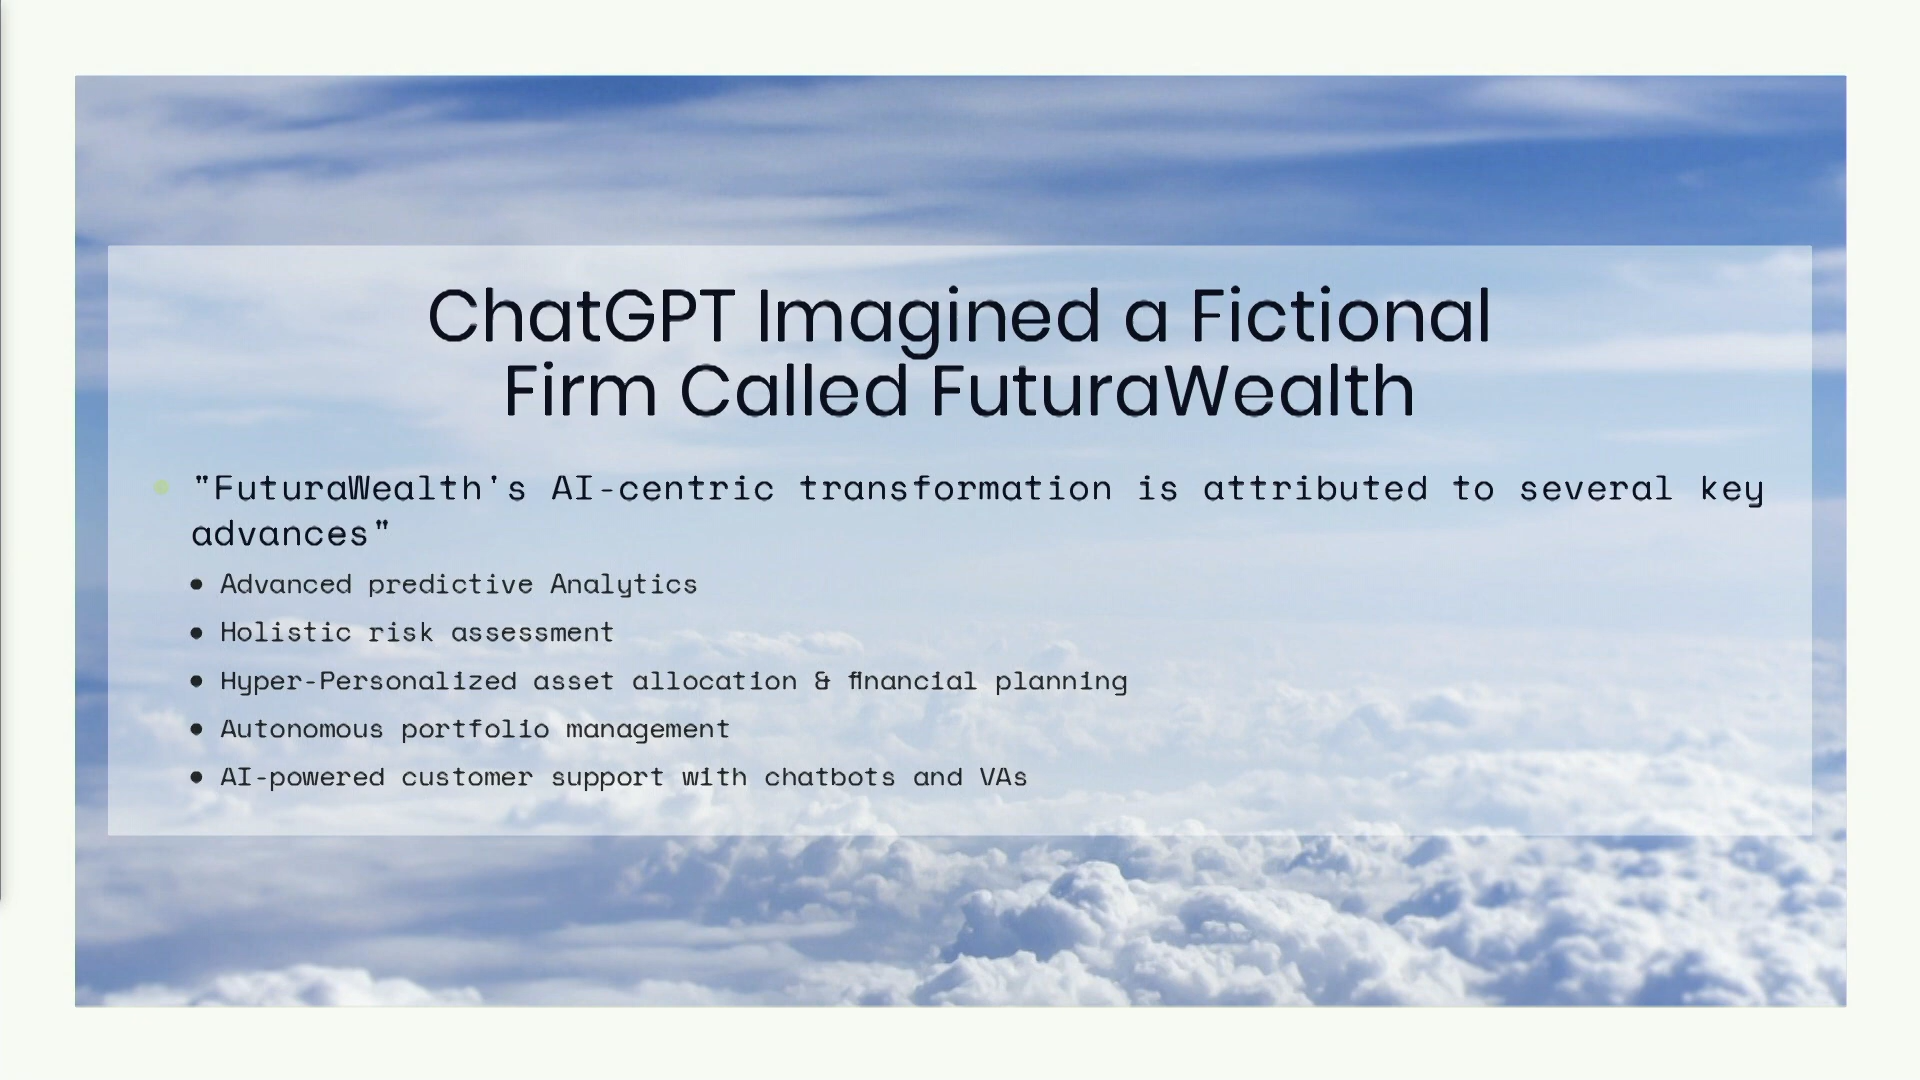 ChatGPT Imagined a Fictional
Firm Called FuturaWealth
"FuturaWealth's AI-centric transformation is attributed to several key
advances"
Advanced predictive Analytics
Holistic risk assessment
Hyper-Personalized asset allocation & financial planning
Autonomous portfolio management
AI-powered customer support with chatbots and VAs